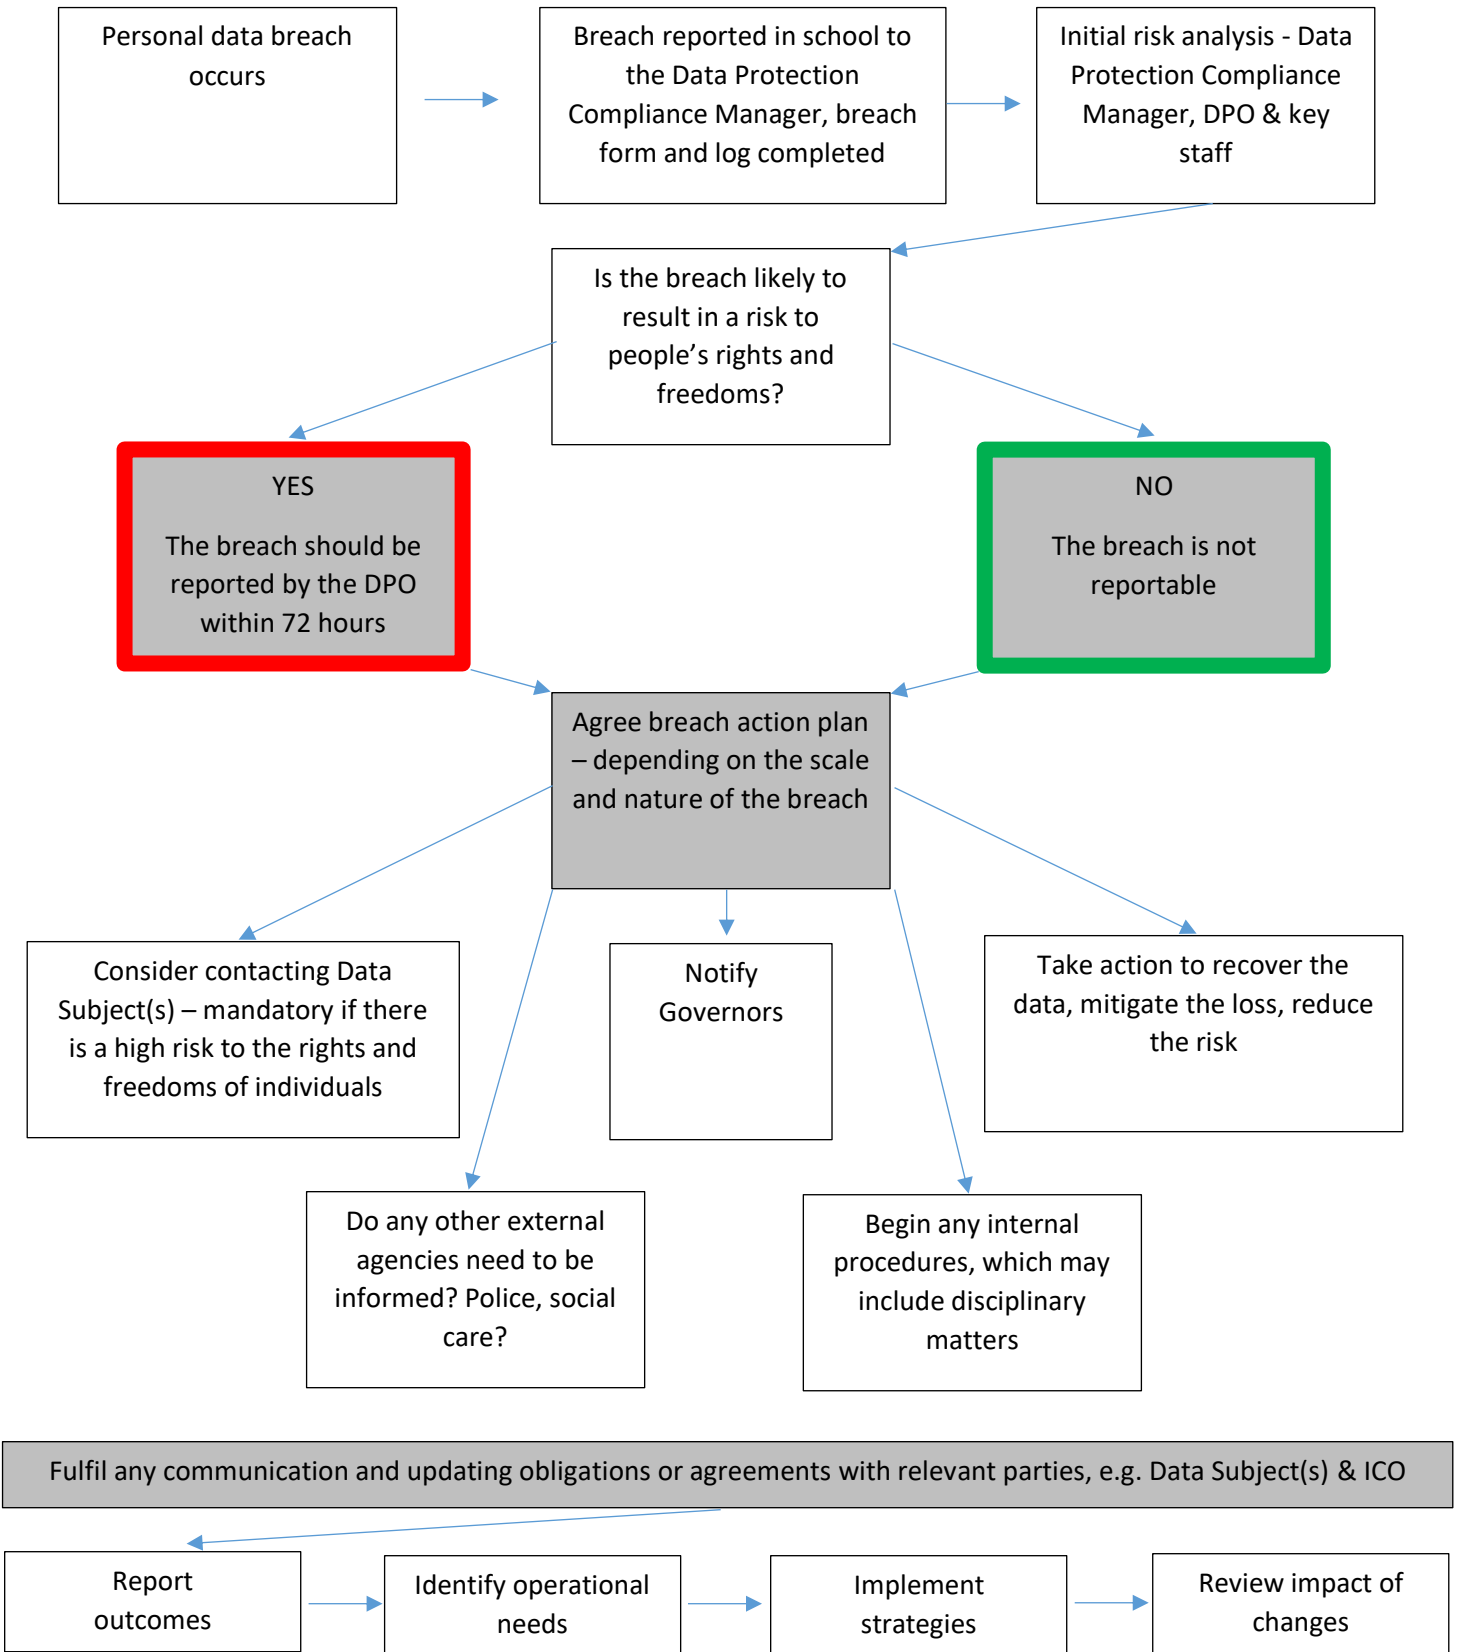 Personal data breach
occurs
Breach reported in school to
the Data Protection
Compliance Manager, breach
form and log completed
Initial risk analysis - Data
Protection Compliance
Manager, DPO & key
staff
Is the breach likely to
result in a risk to
people’s rights and
freedoms?
YES
The breach should be
reported by the DPO
within 72 hours
NO
The breach is not
reportable
Agree breach action plan
– depending on the scale
and nature of the breach
Consider contacting Data
Subject(s) – mandatory if there
is a high risk to the rights and
freedoms of individuals
Notify
Governors
Take action to recover the
data, mitigate the loss, reduce
the risk
Do any other external
agencies need to be
informed? Police, social
care?
Begin any internal
procedures, which may
include disciplinary
matters
Fulfil any communication and updating obligations or agreements with relevant parties, e.g. Data Subject(s) & ICO
Report
outcomes
Identify operational
needs
Implement
strategies
Review impact of
changes